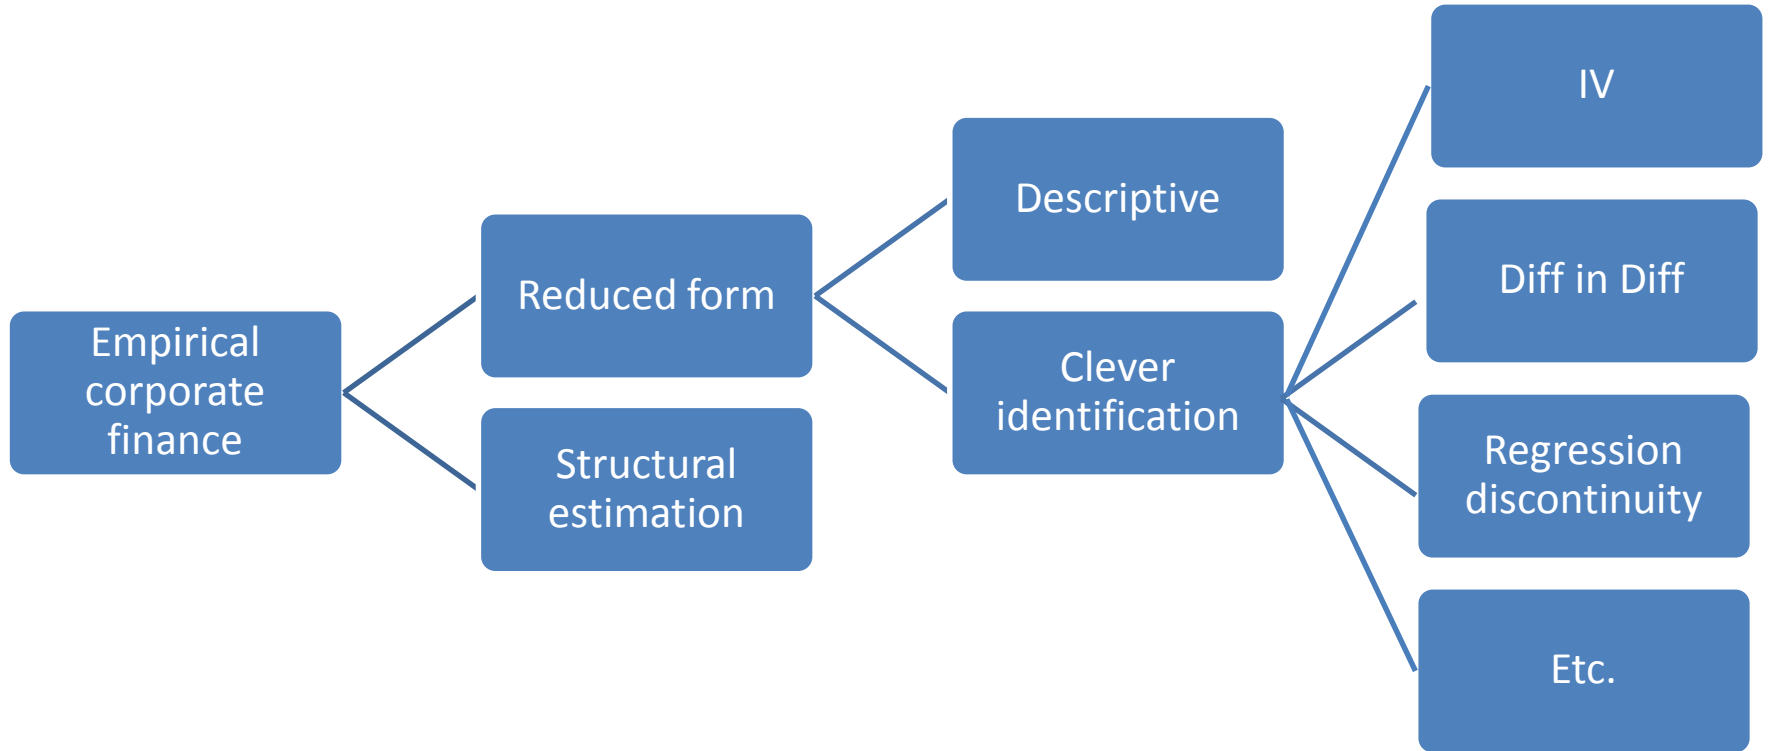 Empirical
corporate
finance
Reduced form
Structural
estimation
Descriptive
Clever
identification
IV
Diff in Diff
Regression
discontinuity
Etc.